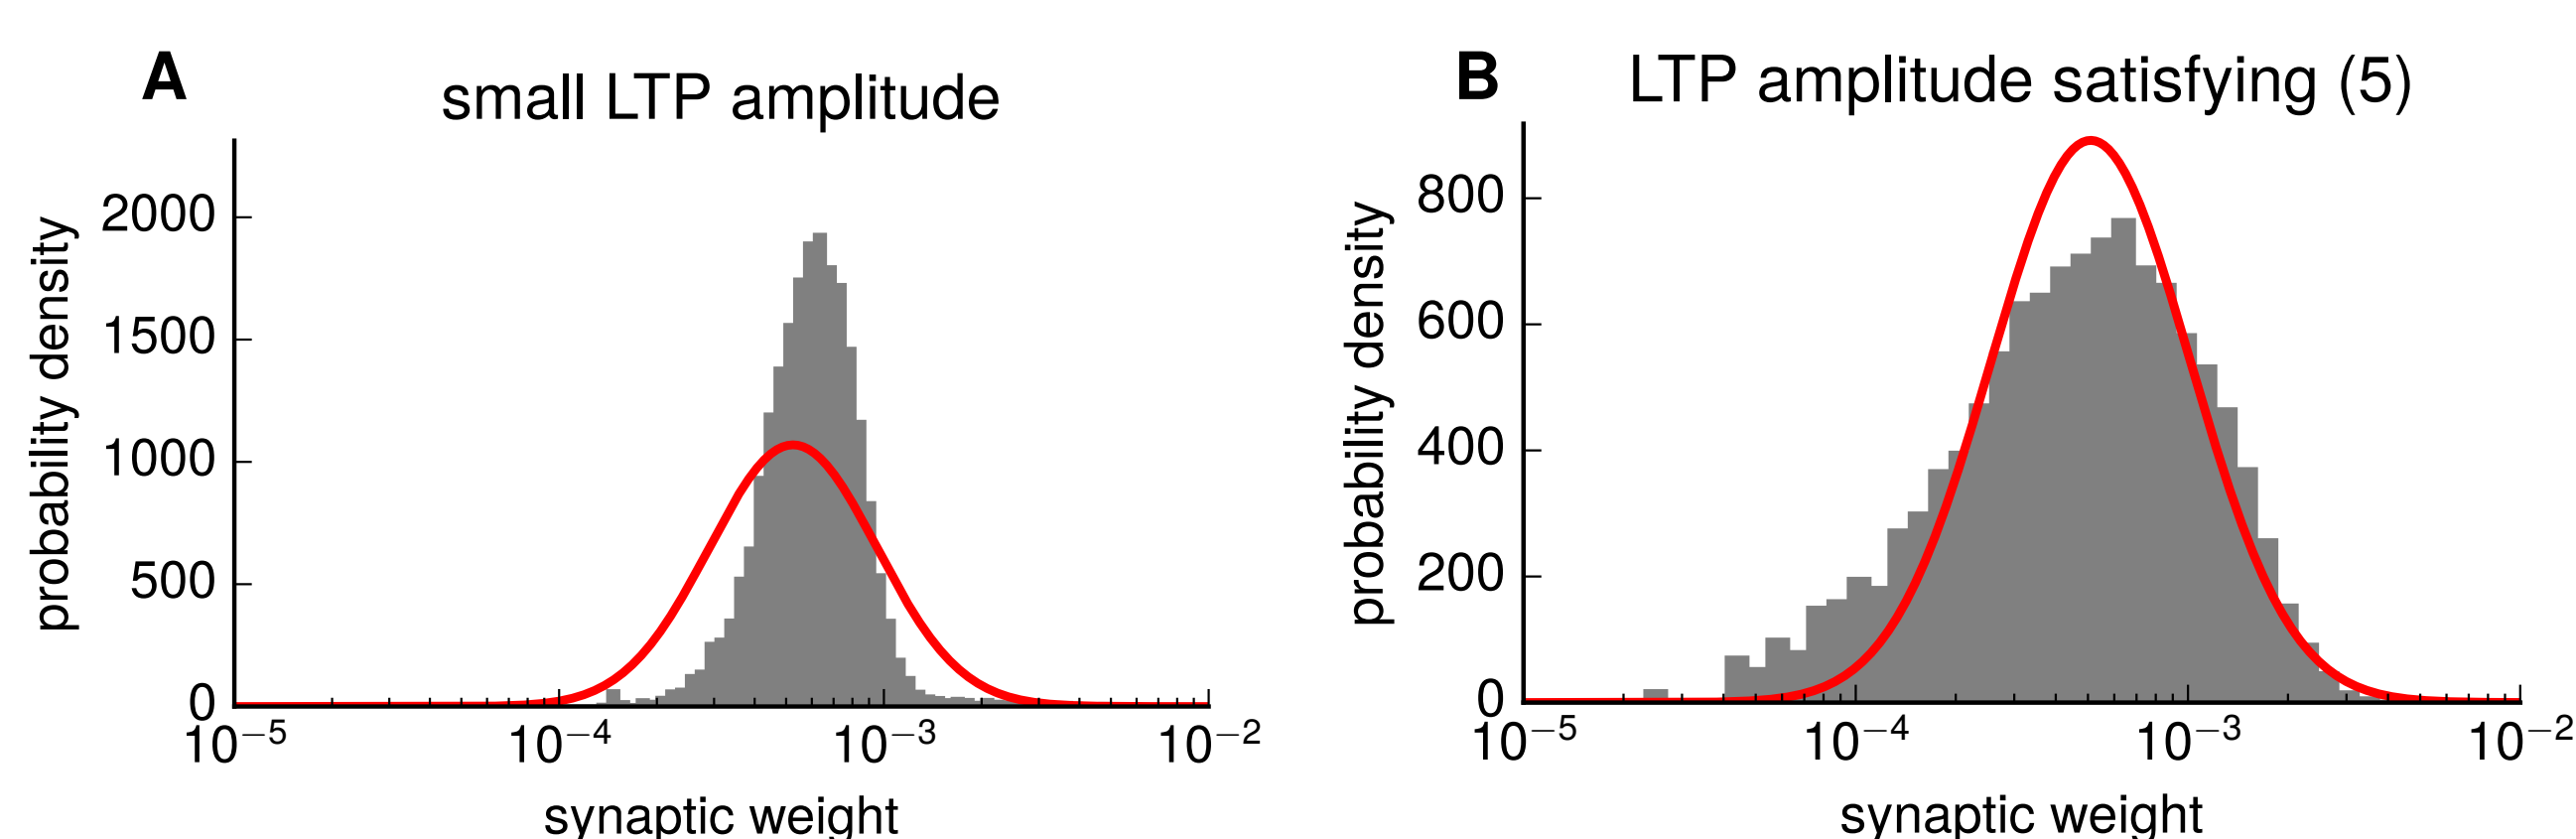 A
small LTP amplitude
probability density
2000
1500
1000
500
0
10⁻⁵ 10⁻⁴ 10⁻³ 10⁻²
synaptic weight
B
LTP amplitude satisfying (5)
probability density
800
600
400
200
0
10⁻⁵ 10⁻⁴ 10⁻³ 10⁻²
synaptic weight